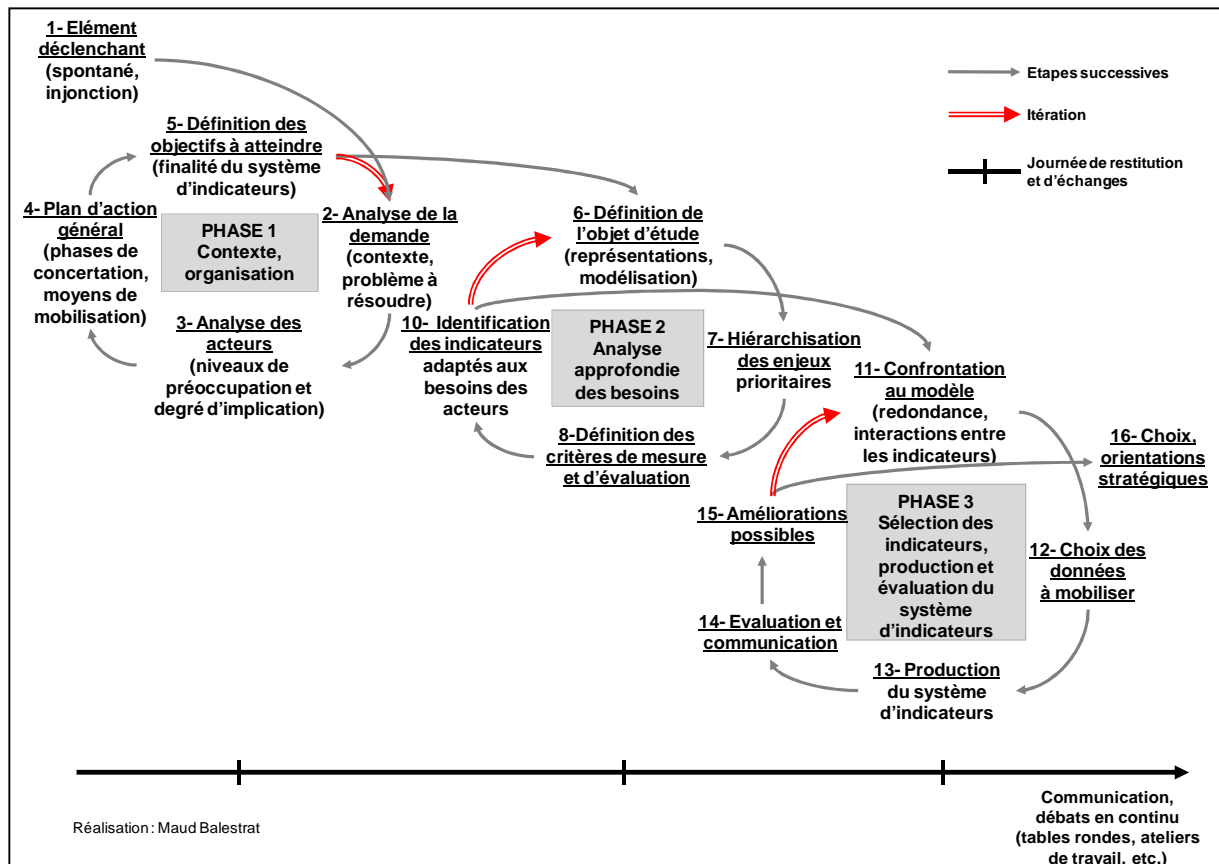 1- Elément
déclenchant
(spontané,
injonction)
Etapes successives
Itération
Journée de restitution
et d'échanges
5- Définition des
objectifs à atteindre
(finalité du système
d'indicateurs)
4- Plan d'action
général
(phases de
concertation,
moyens de
mobilisation)
PHASE 1
Contexte,
organisation
2- Analyse de la
demande
(contexte,
problème à
résoudre)
3- Analyse des
acteurs
(niveaux de
préoccupation et
degré d'implication)
6- Définition de
l'objet d'étude
(représentations,
modélisation)
10- Identification
des indicateurs
adaptés aux
besoins des
acteurs
PHASE 2
Analyse
approfondie
des besoins
7- Hiérarchisation
des enjeux
prioritaires
8-Définition des
critères de mesure
et d'évaluation
11- Confrontation
au modèle
(redondance,
interactions entre
les indicateurs)
16- Choix,
orientations
stratégiques
15- Améliorations
possibles
PHASE 3
Sélection des
indicateurs,
production et
évaluation du
système
d'indicateurs
12- Choix des
données
à mobiliser
14- Evaluation et
communication
13- Production
du système
d'indicateurs
Communication,
débats en continu
(tables rondes, ateliers
de travail, etc.)
Réalisation : Maud Balestrat